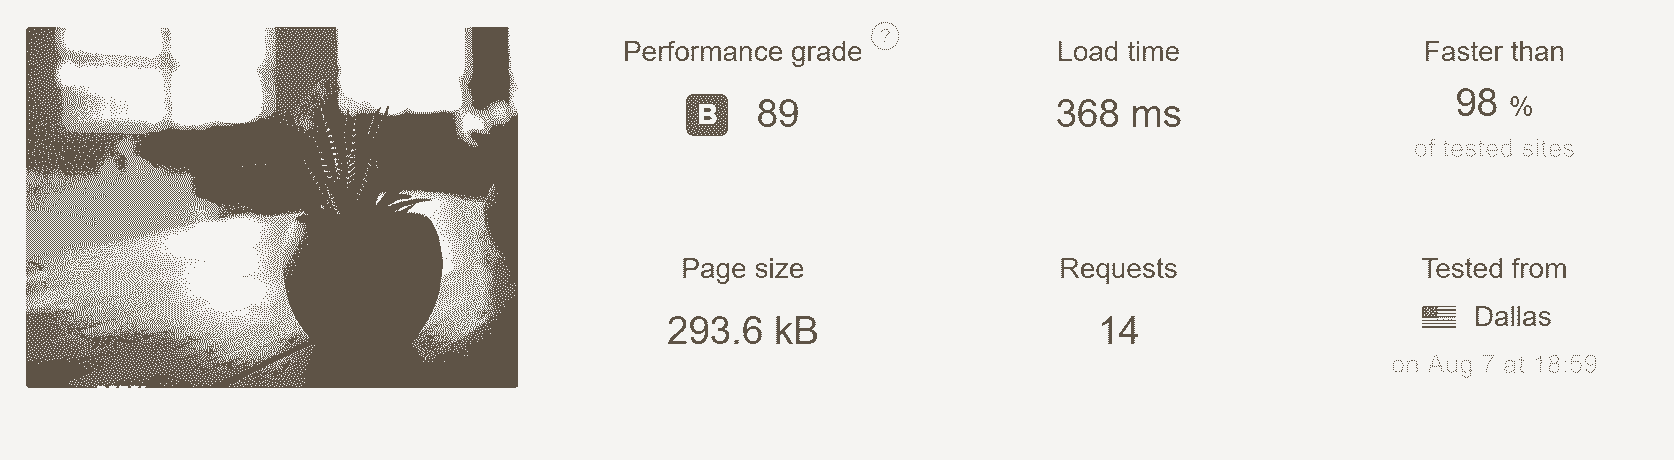 Performance grade ?
B 89
Load time
368 ms
Faster than
98 %
of tested sites
Page size
293.6 kB
Requests
14
Tested from
Dallas
on Aug 7 at 18:59